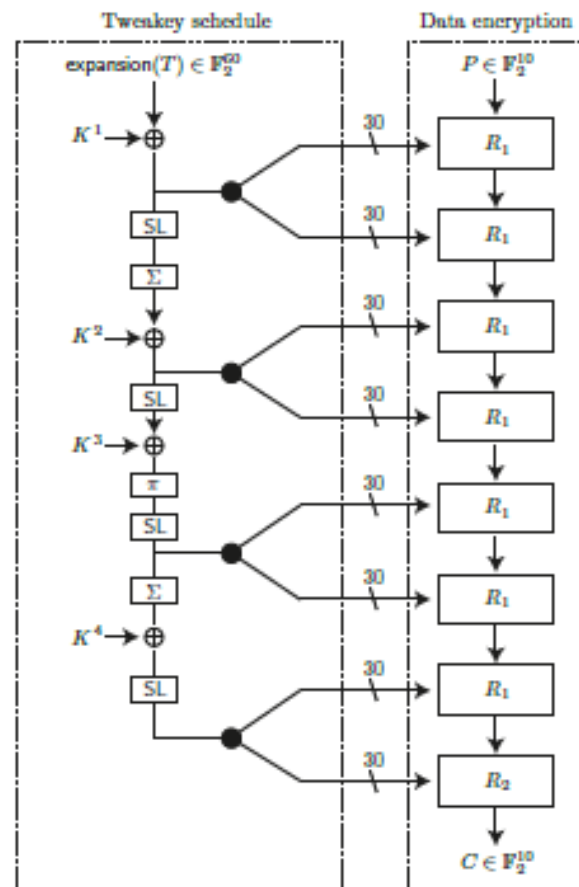 Tweakey schedule Data encryption
expansion(T) ∈ 𝔽₂⁶⁰ P ∈ 𝔽₂¹⁰
K¹ ⊕ 30 R₁
SL 30 R₁
Σ
K² ⊕ 30 R₁
SL 30 R₁
K³ ⊕
π 30 R₁
SL
Σ 30 R₁
K⁴ ⊕
SL 30 R₁
30 R₂
C ∈ 𝔽₂¹⁰